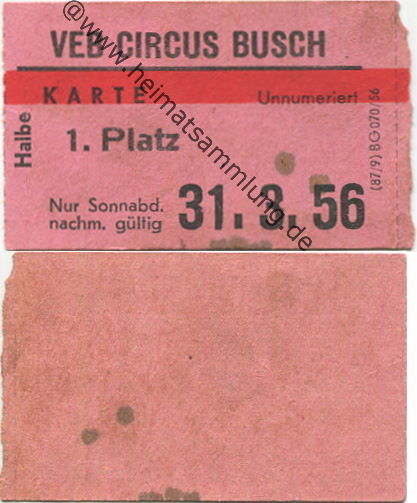 VEB CIRCUS BUSCH
KARTE Unnumeriert
Halbe
1. Platz
Nur Sonnabd.
nachm. gültig
31. 3. 56
(87/9) BG 070/56
@www.heimatsammlung.de